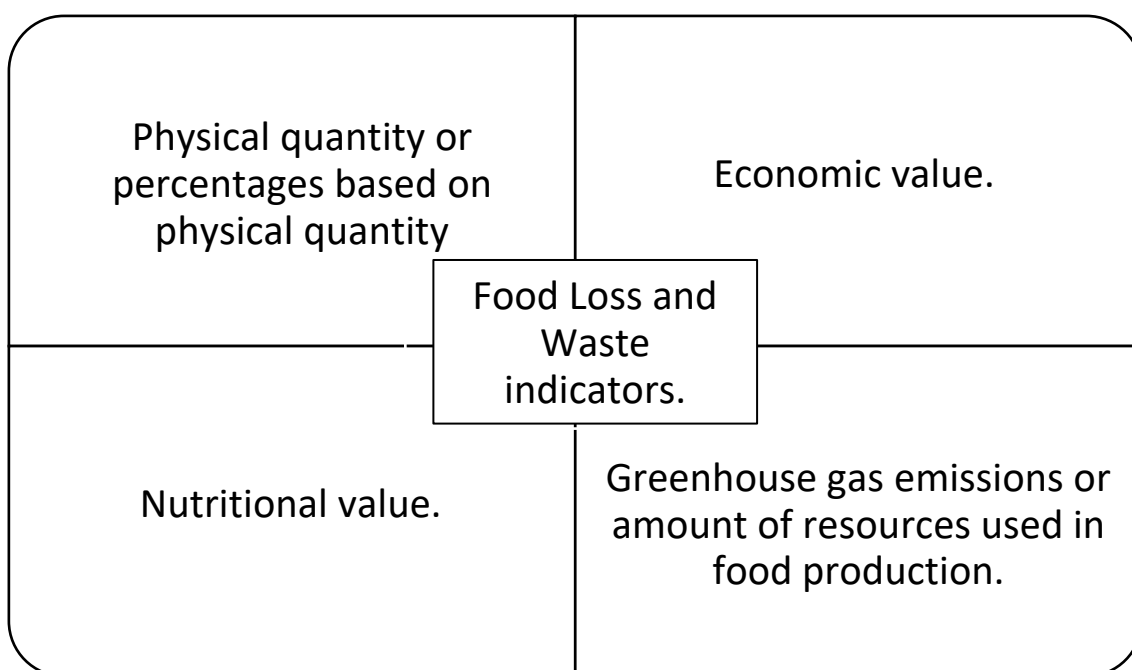 Physical quantity or
percentages based on
physical quantity
Economic value.
Food Loss and
Waste
indicators.
Nutritional value.
Greenhouse gas emissions or
amount of resources used in
food production.